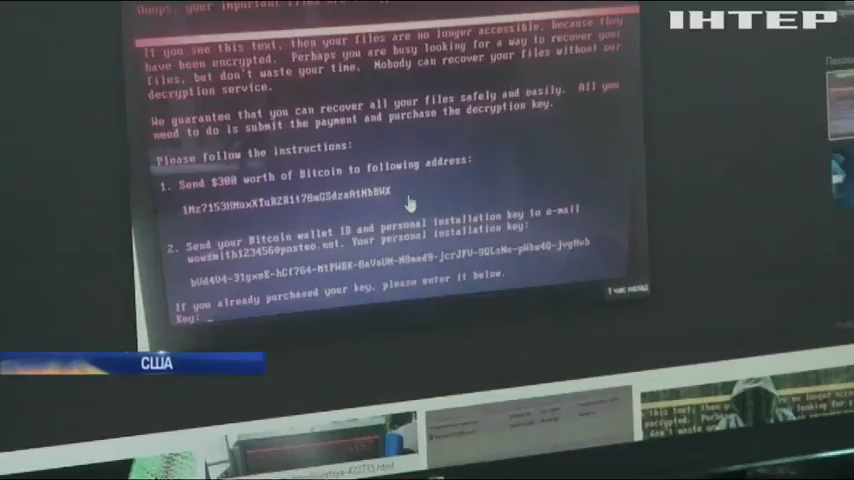 Ooops, your important files are
ІНТЕР
If you see this text, then your files are no longer accessible, because they
have been encrypted. Perhaps you are busy looking for a way to recover your
files, but don't waste your time. Nobody can recover your files without our
decryption service.
We guarantee that you can recover all your files safely and easily. All you
need to do is submit the payment and purchase the decryption key.
Please follow the instructions:
1. Send $300 worth of Bitcoin to following address:
1Mz7153HMuxXTuR2R1t78mGSdzaAtNbBWX
2. Send your Bitcoin wallet ID and personal installation key to e-mail
wowsmith123456@posteo.net. Your personal installation key:
If you already purchased your key, please enter it below.
Key: _
1 час назад
США